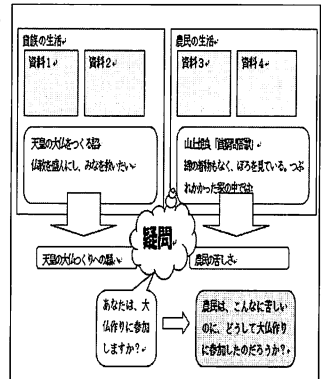 貴族の生活
資料1
資料2
天皇の大仏をつくる詔
仏教を盛んにし、みなを救いたい
天皇の大仏つくりへの願い
農民の生活
資料3
資料4
山上憶良「貧窮問答歌」
綿の着物もなく、ぼろを着ている。つぶ
れかかった家の中では
農民の苦しさ
疑問
あなたは、大
仏作りに参加
しますか?
農民は、こんなに苦しい
のに、どうして大仏作り
に参加したのだろうか?